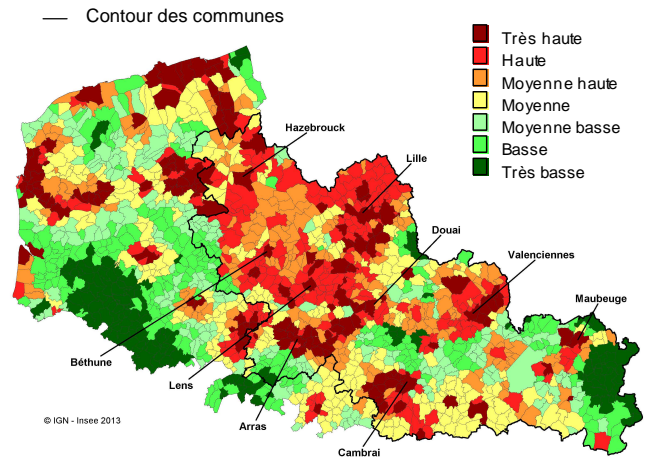 Contour des communes
Très haute
Haute
Moyenne haute
Moyenne
Moyenne basse
Basse
Très basse
Hazebrouck
Lille
Douai
Valenciennes
Maubeuge
Béthune
Lens
Arras
Cambrai
© IGN - Insee 2013